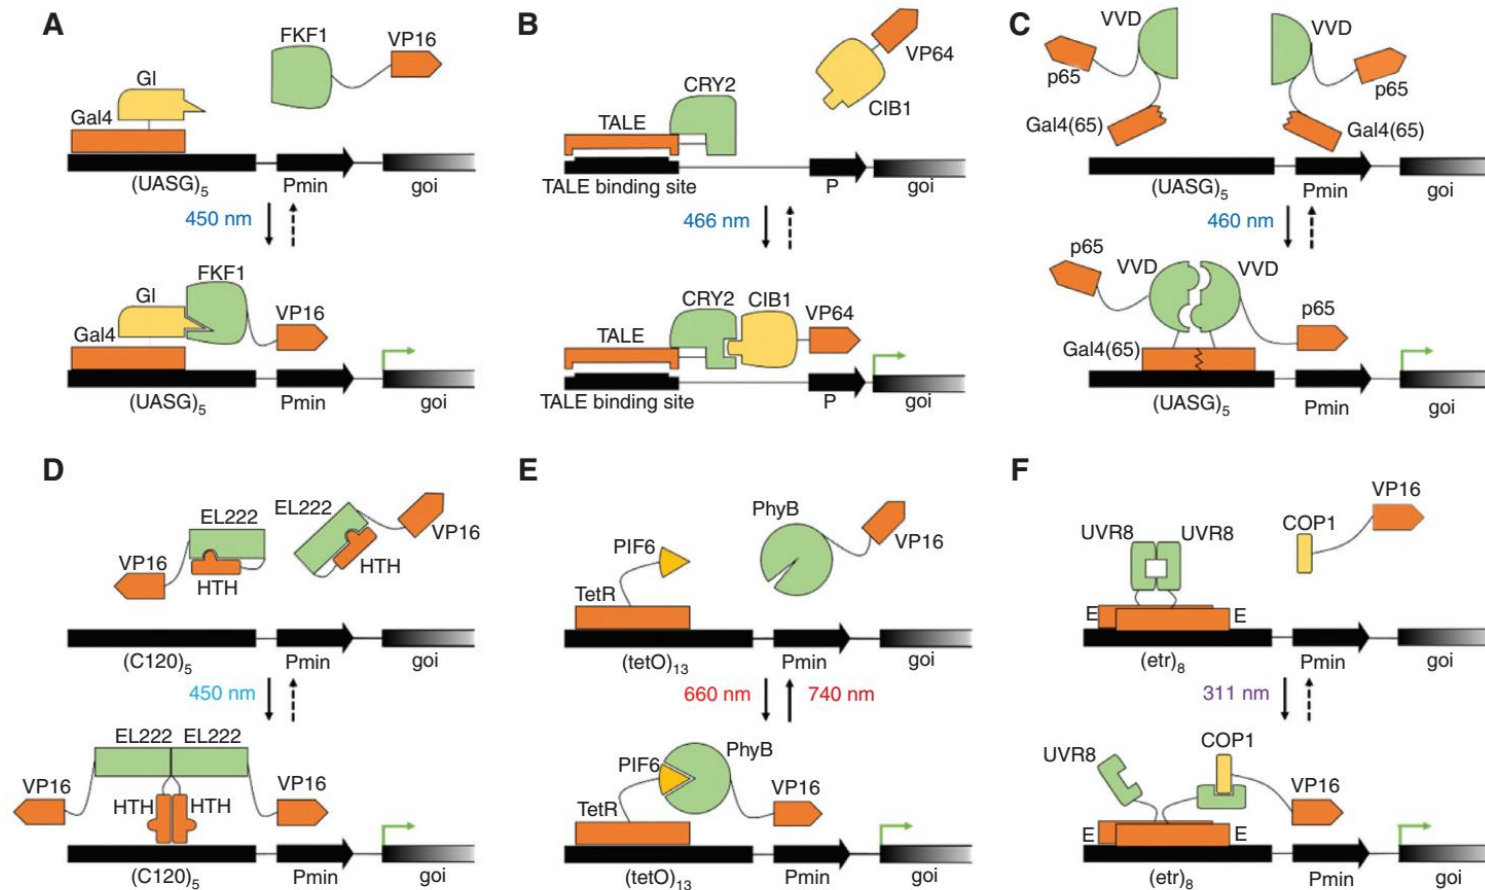 A
FKF1
VP16
GI
Gal4
(UASG)5
Pmin
goi
450 nm
FKF1
GI
VP16
Gal4
(UASG)5
Pmin
goi
B
VP64
CIB1
CRY2
TALE
TALE binding site
P
goi
466 nm
CRY2
CIB1
VP64
TALE
TALE binding site
P
goi
C
VVD
VVD
p65
p65
Gal4(65)
Gal4(65)
(UASG)5
Pmin
goi
460 nm
p65
VVD
VVD
p65
Gal4(65)
(UASG)5
Pmin
goi
D
EL222
EL222
VP16
VP16
HTH
HTH
(C120)5
Pmin
goi
450 nm
EL222
EL222
VP16
VP16
HTH
HTH
(C120)5
Pmin
goi
E
PhyB
PIF6
VP16
TetR
(tetO)13
Pmin
goi
660 nm
740 nm
PhyB
PIF6
VP16
TetR
(tetO)13
Pmin
goi
F
VP16
COP1
UVR8
UVR8
E
E
(etr)8
Pmin
goi
311 nm
COP1
UVR8
VP16
E
E
(etr)8
Pmin
goi